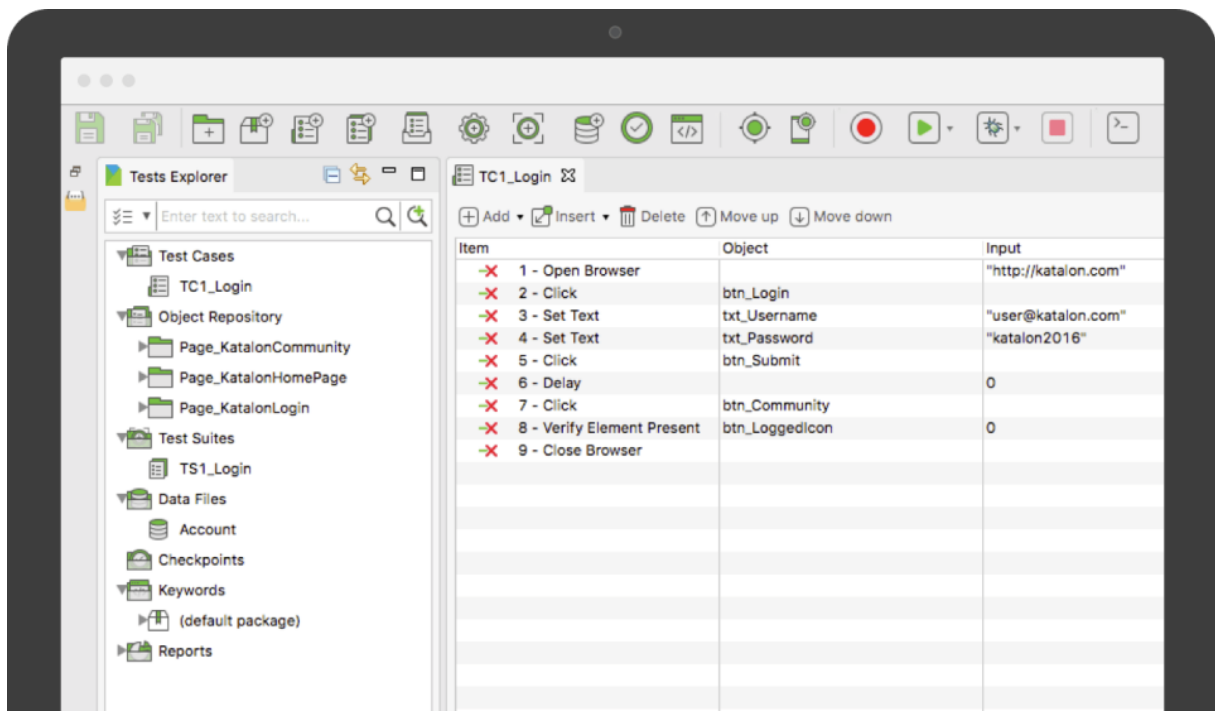 Tests Explorer
Enter text to search...
Test Cases
TC1_Login
Object Repository
Page_KatalonCommunity
Page_KatalonHomePage
Page_KatalonLogin
Test Suites
TS1_Login
Data Files
Account
Checkpoints
Keywords
(default package)
Reports
TC1_Login
Add Insert Delete Move up Move down
Item Object Input
1 - Open Browser "http://katalon.com"
2 - Click btn_Login
3 - Set Text txt_Username "user@katalon.com"
4 - Set Text txt_Password "katalon2016"
5 - Click btn_Submit
6 - Delay 0
7 - Click btn_Community
8 - Verify Element Present btn_LoggedIcon 0
9 - Close Browser